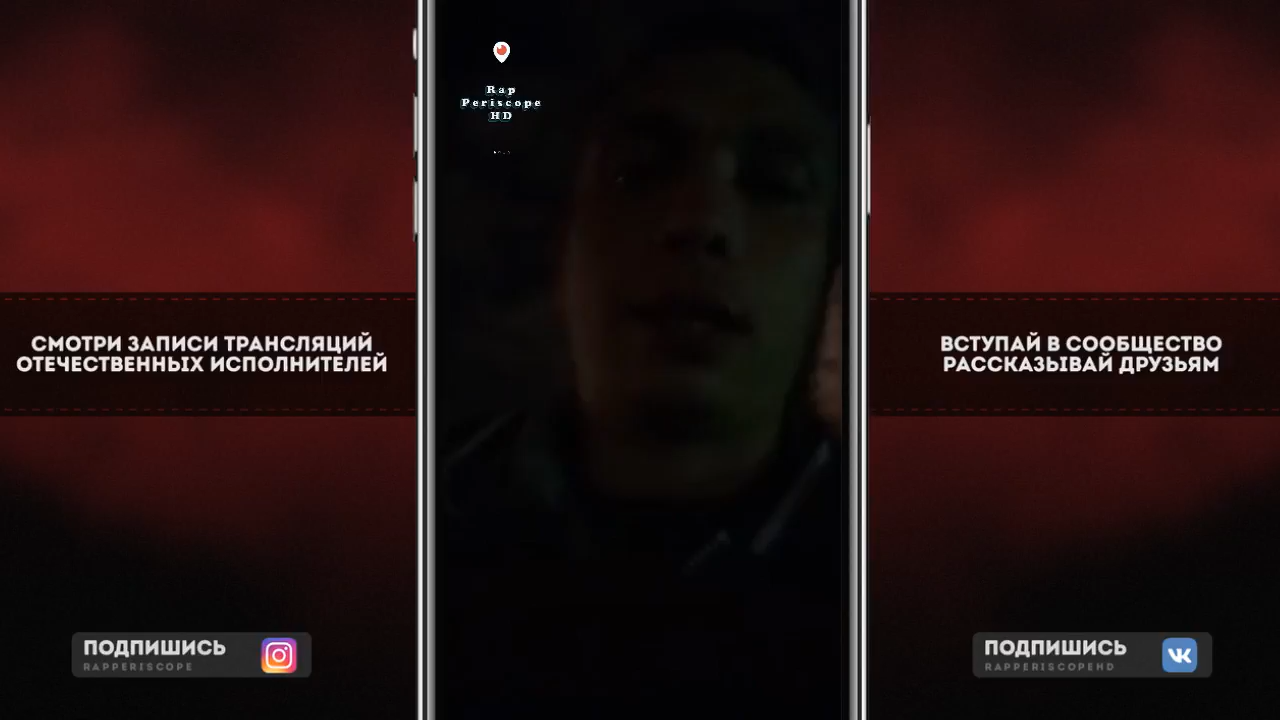 Rap
Periscope
HD
СМОТРИ ЗАПИСИ ТРАНСЛЯЦИЙ
ОТЕЧЕСТВЕННЫХ ИСПОЛНИТЕЛЕЙ
ВСТУПАЙ В СООБЩЕСТВО
РАССКАЗЫВАЙ ДРУЗЬЯМ
ПОДПИШИСЬ
RAPPERISCOPE
ПОДПИШИСЬ
RAPPERISCOPEHD